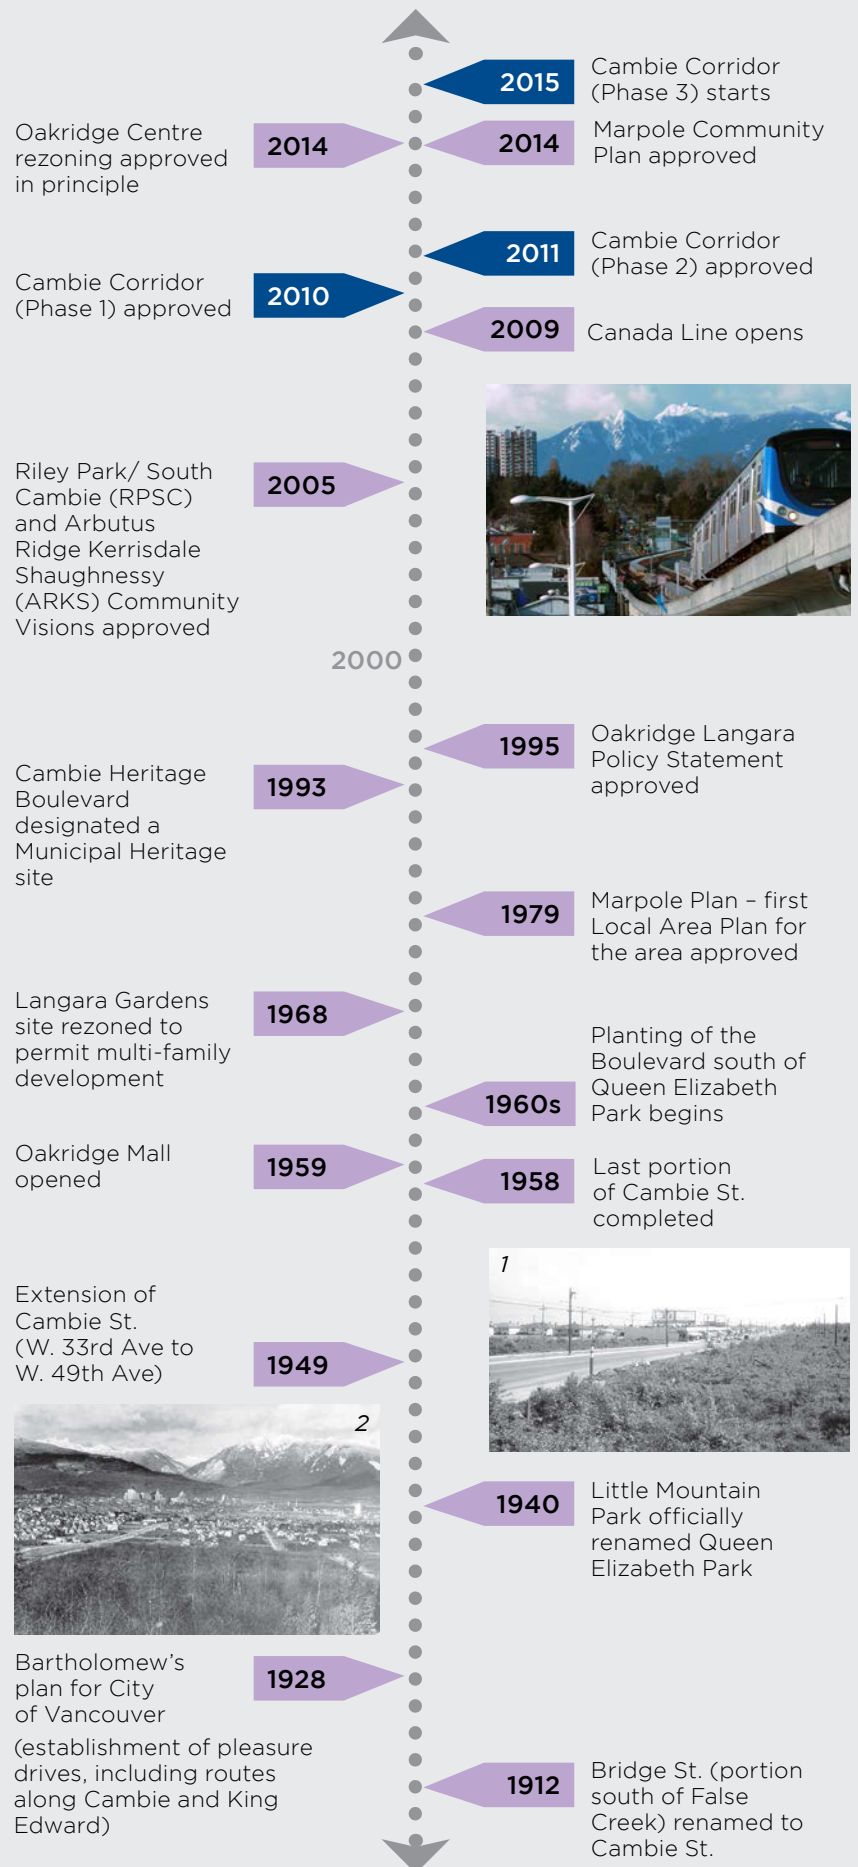 2015
Cambie Corridor
(Phase 3) starts
Oakridge Centre
rezoning approved
in principle
2014
2014
Marpole Community
Plan approved
2011
Cambie Corridor
(Phase 2) approved
Cambie Corridor
(Phase 1) approved
2010
2009
Canada Line opens
Riley Park/ South
Cambie (RPSC)
and Arbutus
Ridge Kerrisdale
Shaughnessy
(ARKS) Community
Visions approved
2005
2000
1995
Oakridge Langara
Policy Statement
approved
Cambie Heritage
Boulevard
designated a
Municipal Heritage
site
1993
1979
Marpole Plan – first
Local Area Plan for
the area approved
Langara Gardens
site rezoned to
permit multi-family
development
1968
1960s
Planting of the
Boulevard south of
Queen Elizabeth
Park begins
Oakridge Mall
opened
1959
1958
Last portion
of Cambie St.
completed
1
Extension of
Cambie St.
(W. 33rd Ave to
W. 49th Ave)
1949
2
1940
Little Mountain
Park officially
renamed Queen
Elizabeth Park
Bartholomew's
plan for City
of Vancouver
(establishment of pleasure
drives, including routes
along Cambie and King
Edward)
1928
1912
Bridge St. (portion
south of False
Creek) renamed to
Cambie St.